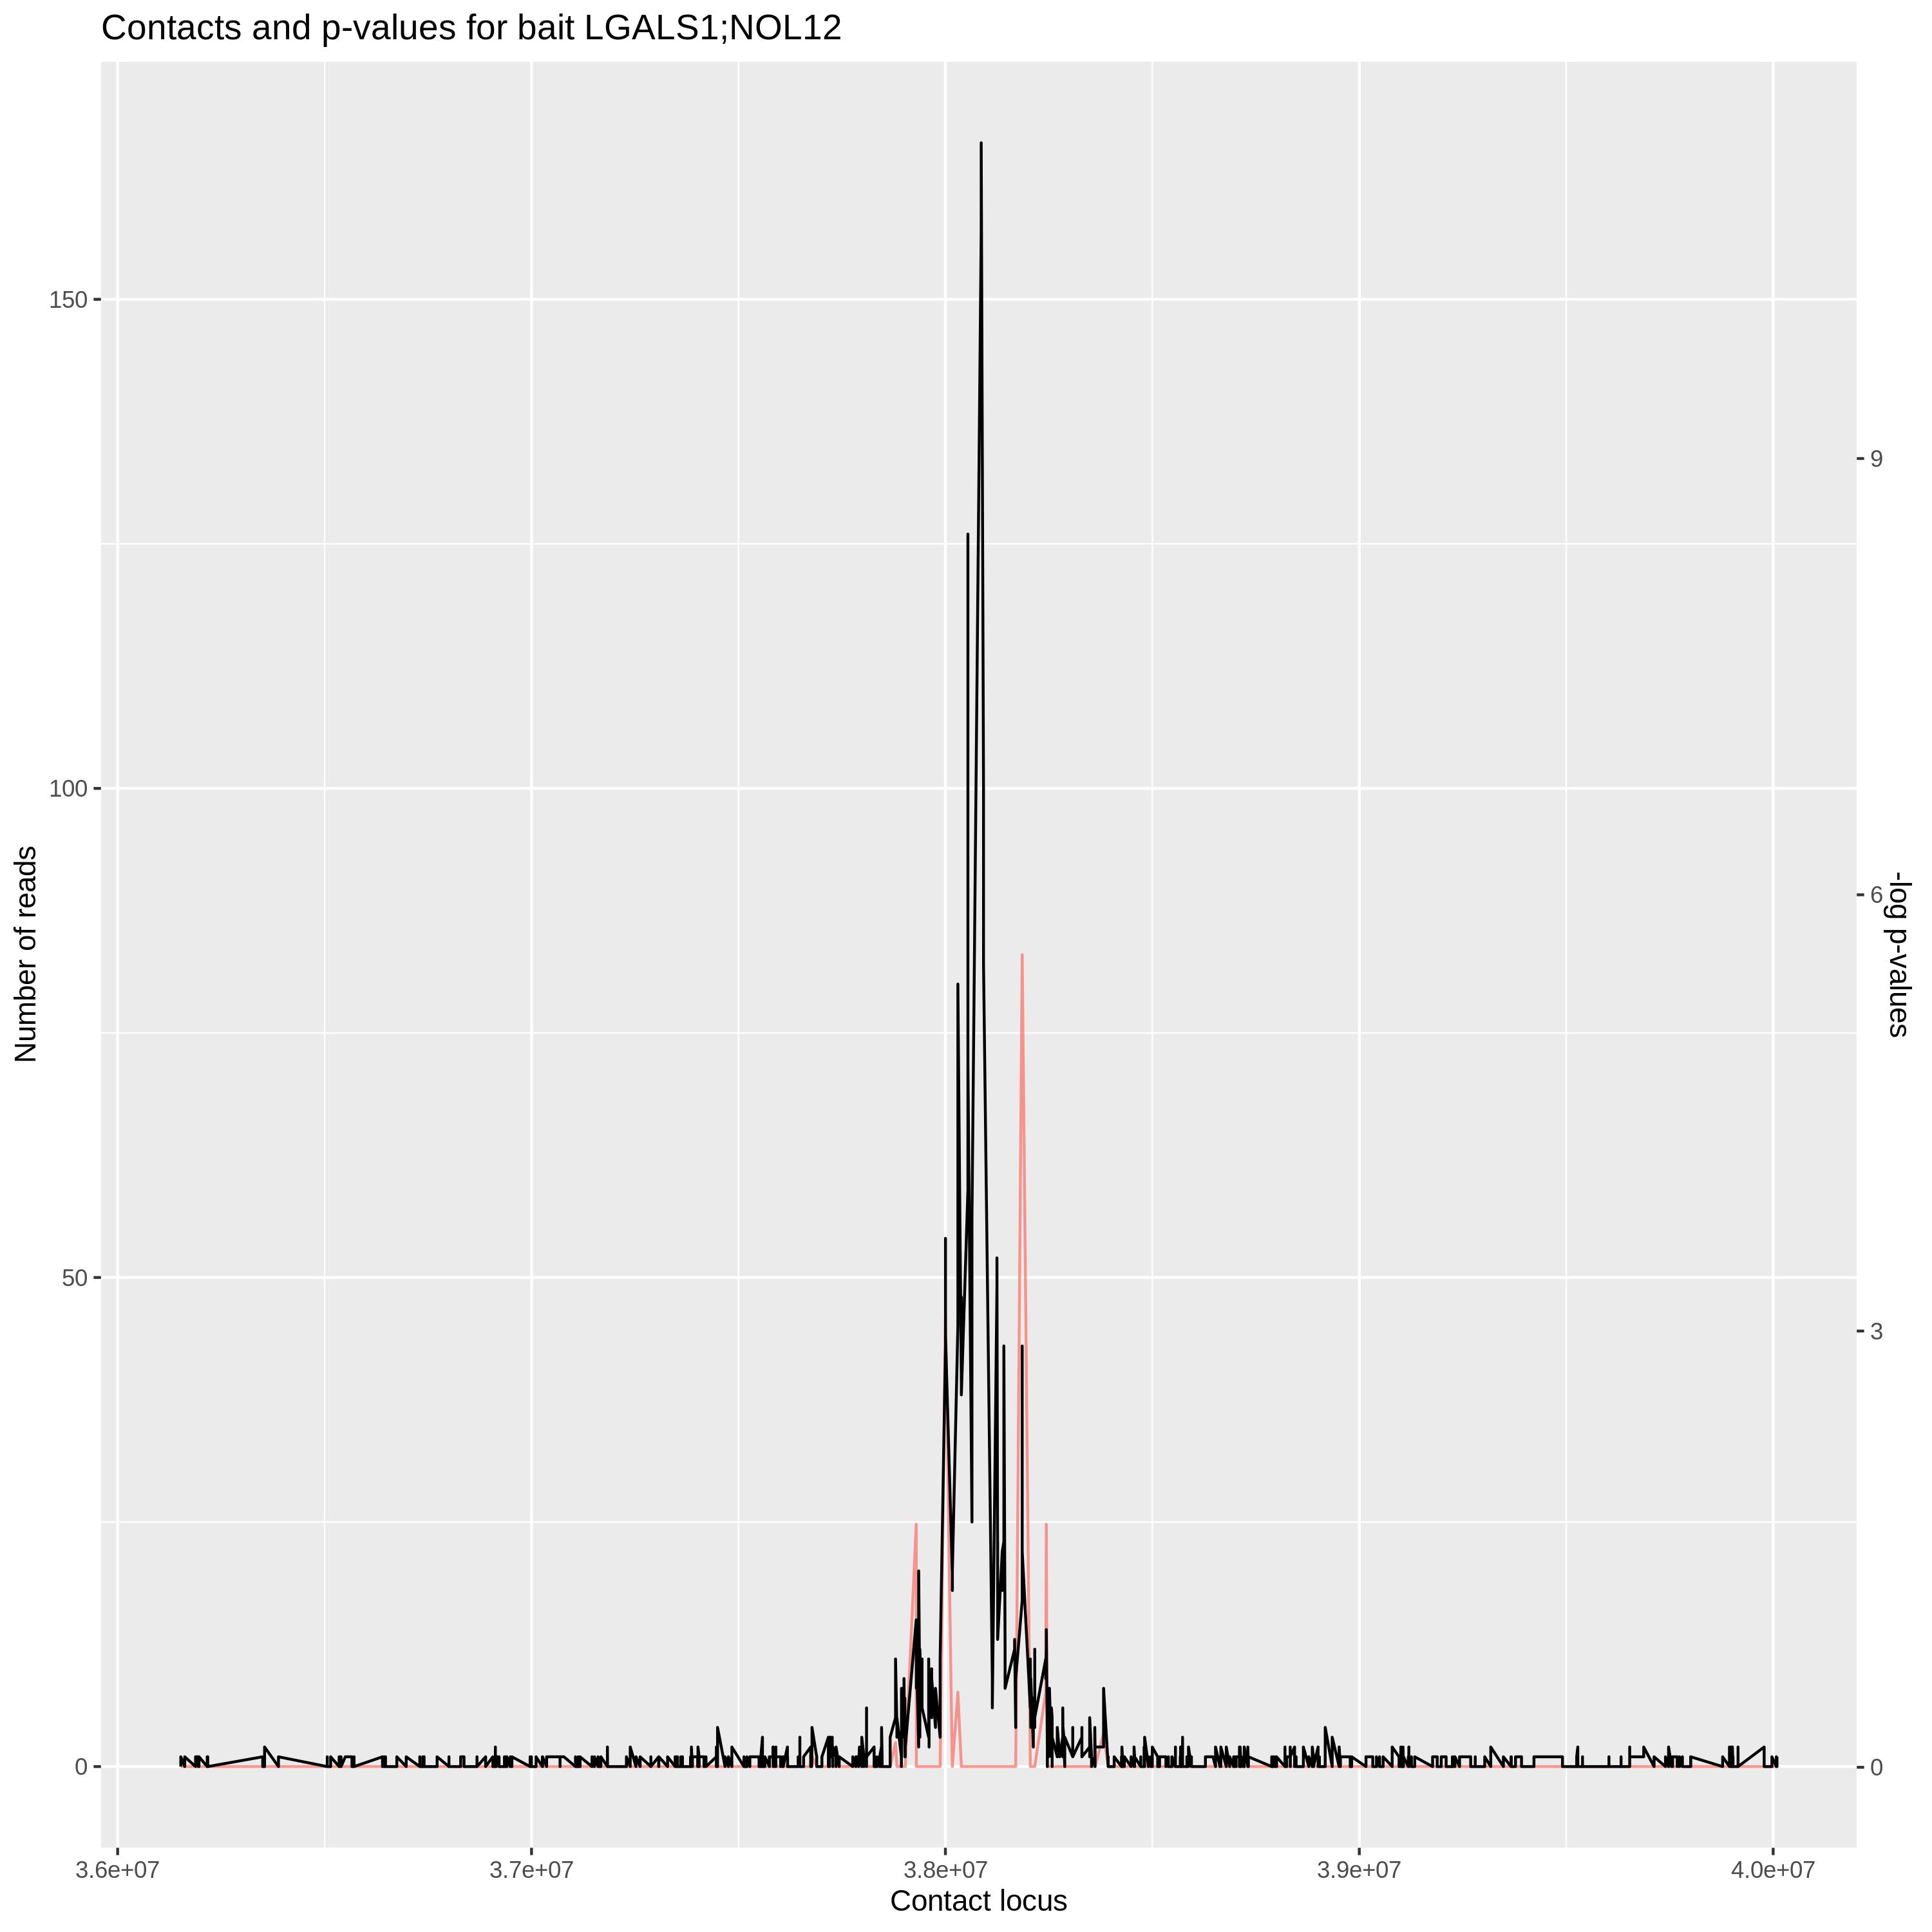 Contacts and p-values for bait LGALS1;NOL12
Number of reads
150
100
50
0
9
6
3
0
-log p-values
3.6e+07
3.7e+07
3.8e+07
3.9e+07
4.0e+07
Contact locus